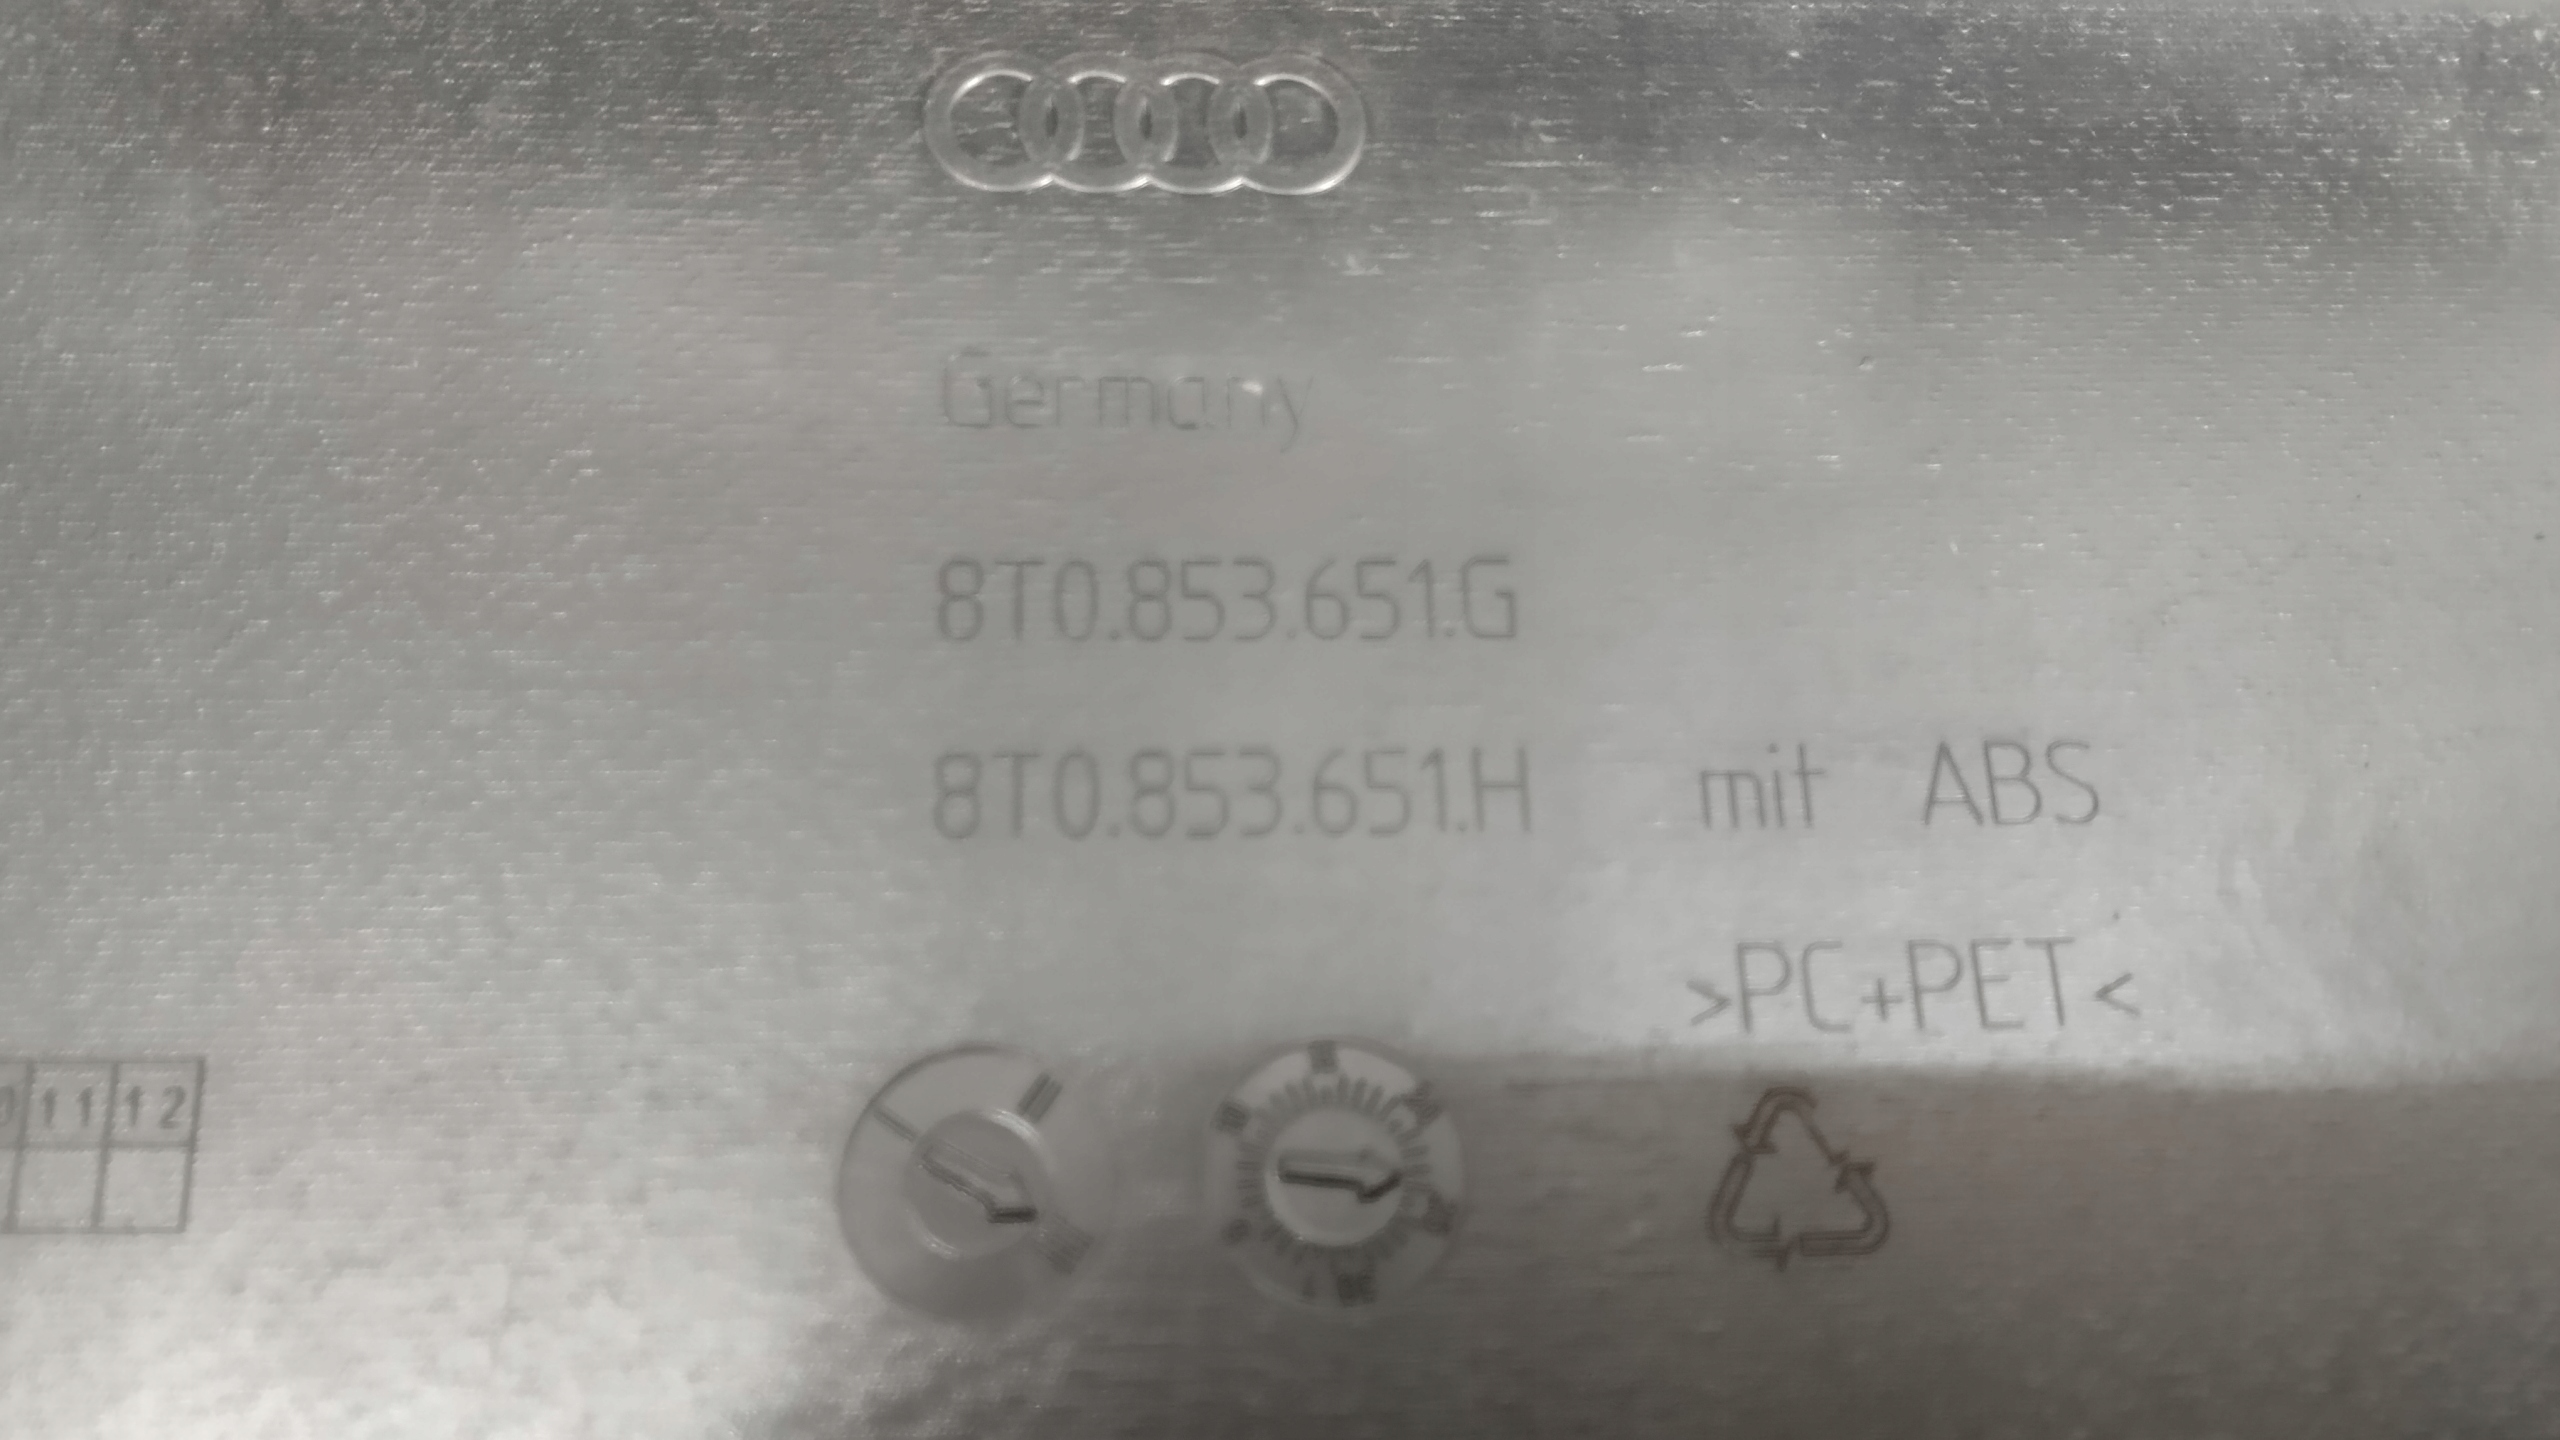 Germany
8T0.853.651.G
8T0.853.651.H mit ABS
>PC+PET<
11 12